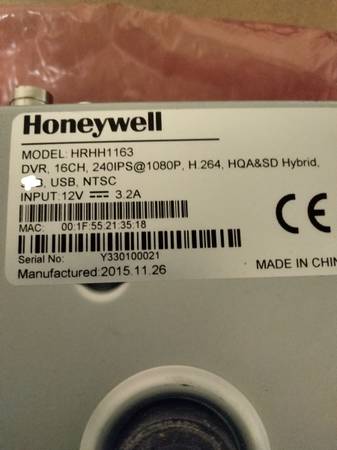 Honeywell
MODEL: HRHH1163
DVR, 16CH, 240IPS@1080P, H.264, HQA&SD Hybrid,
, USB, NTSC
INPUT:12V ⎓ 3.2A
MAC: 00:1F:55:21:35:18
Serial No: Y330100021
Manufactured:2015.11.26
CE
MADE IN CHIN